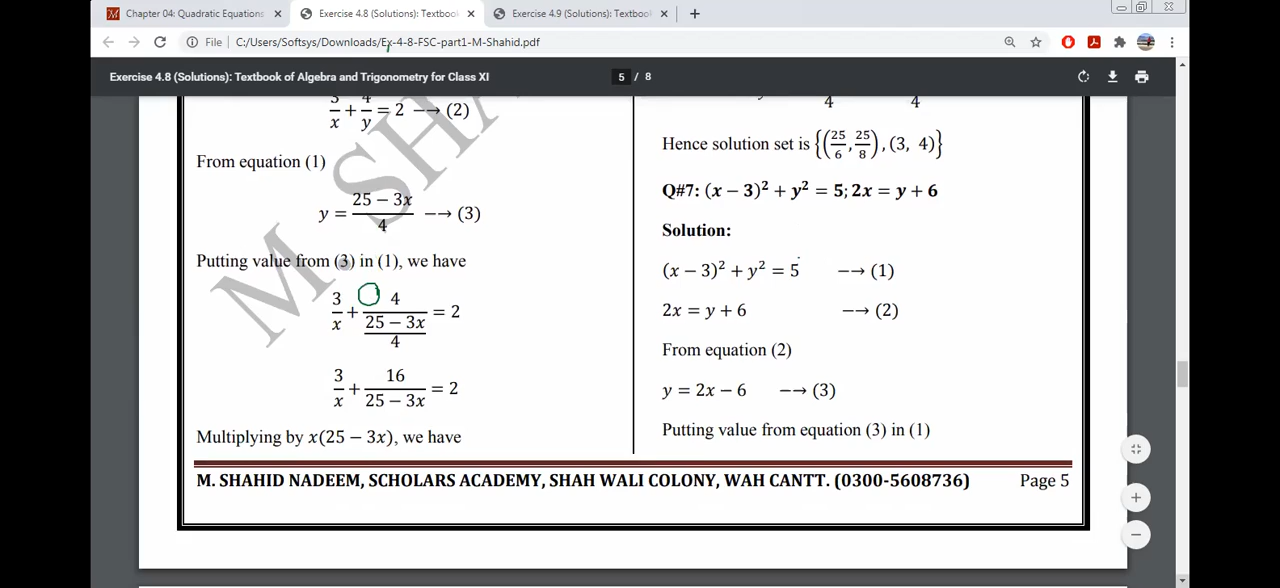 Chapter 04: Quadratic Equations
Exercise 4.8 (Solutions): Textbook
Exercise 4.9 (Solutions): Textbook
File C:/Users/Softsys/Downloads/Ex-4-8-FSC-part1-M-Shahid.pdf
Exercise 4.8 (Solutions): Textbook of Algebra and Trigonometry for Class XI
5 / 8
3/x + 4/y = 2 −→ (2)
From equation (1)
y = (25 − 3x)/4 −→ (3)
Putting value from (3) in (1), we have
3/x + 4/((25 − 3x)/4) = 2
3/x + 16/(25 − 3x) = 2
Multiplying by x(25 − 3x), we have
4 4
Hence solution set is {(25/6, 25/8), (3, 4)}
Q#7: (x − 3)² + y² = 5; 2x = y + 6
Solution:
(x − 3)² + y² = 5 −→ (1)
2x = y + 6 −→ (2)
From equation (2)
y = 2x − 6 −→ (3)
Putting value from equation (3) in (1)
M. SHAHID NADEEM, SCHOLARS ACADEMY, SHAH WALI COLONY, WAH CANTT. (0300-5608736) Page 5